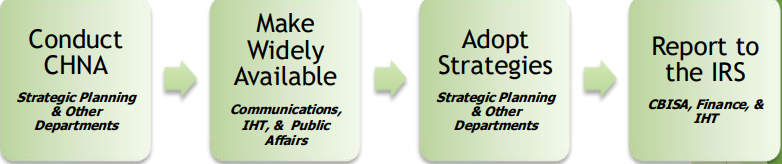 Conduct
CHNA
Strategic Planning
& Other
Departments
Make
Widely
Available
Communications,
IHT, & Public
Affairs
Adopt
Strategies
Strategic Planning
& Other
Departments
Report to
the IRS
CBISA, Finance, &
IHT